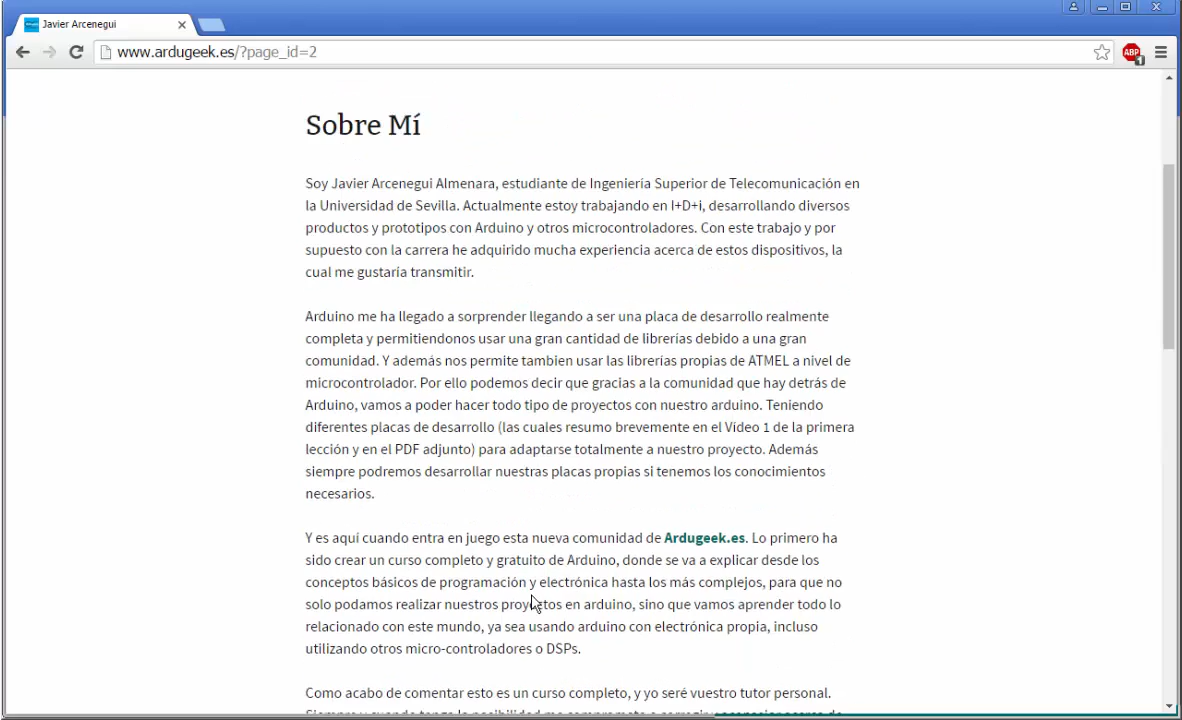 Javier Arcenegui
www.ardugeek.es/?page_id=2
ABP
1
Sobre Mí
Soy Javier Arcenegui Almenara, estudiante de Ingeniería Superior de Telecomunicación en
la Universidad de Sevilla. Actualmente estoy trabajando en I+D+i, desarrollando diversos
productos y prototipos con Arduino y otros microcontroladores. Con este trabajo y por
supuesto con la carrera he adquirido mucha experiencia acerca de estos dispositivos, la
cual me gustaría transmitir.
Arduino me ha llegado a sorprender llegando a ser una placa de desarrollo realmente
completa y permitiendonos usar una gran cantidad de librerías debido a una gran
comunidad. Y además nos permite tambien usar las librerías propias de ATMEL a nivel de
microcontrolador. Por ello podemos decir que gracias a la comunidad que hay detrás de
Arduino, vamos a poder hacer todo tipo de proyectos con nuestro arduino. Teniendo
diferentes placas de desarrollo (las cuales resumo brevemente en el Vídeo 1 de la primera
lección y en el PDF adjunto) para adaptarse totalmente a nuestro proyecto. Además
siempre podremos desarrollar nuestras placas propias si tenemos los conocimientos
necesarios.
Y es aquí cuando entra en juego esta nueva comunidad de Ardugeek.es. Lo primero ha
sido crear un curso completo y gratuito de Arduino, donde se va a explicar desde los
conceptos básicos de programación y electrónica hasta los más complejos, para que no
solo podamos realizar nuestros proyectos en arduino, sino que vamos aprender todo lo
relacionado con este mundo, ya sea usando arduino con electrónica propia, incluso
utilizando otros micro-controladores o DSPs.
Como acabo de comentar esto es un curso completo, y yo seré vuestro tutor personal.